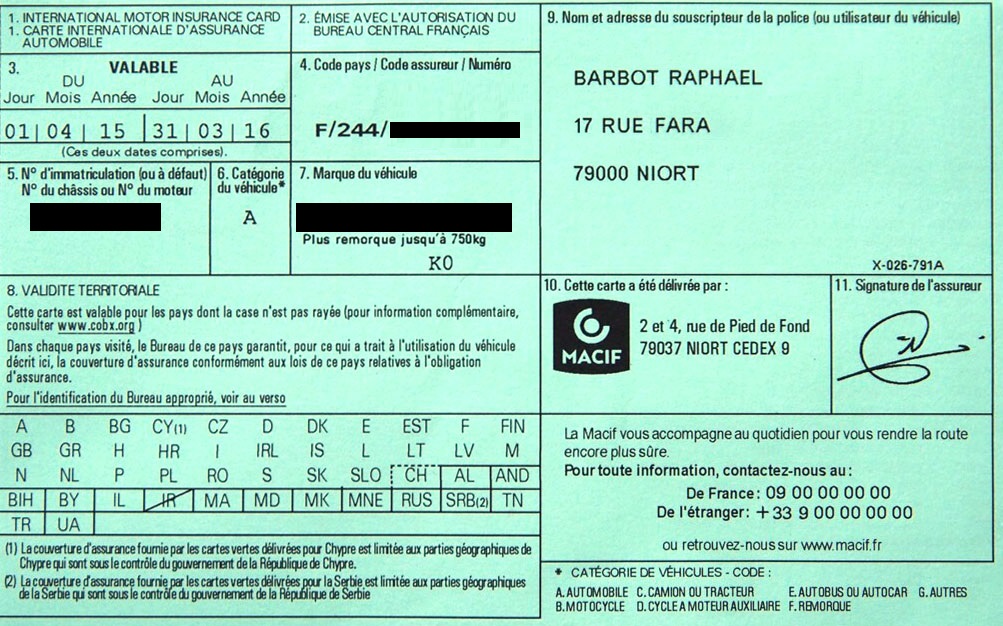 1. INTERNATIONAL MOTOR INSURANCE CARD
1. CARTE INTERNATIONALE D'ASSURANCE
AUTOMOBILE
2. ÉMISE AVEC L'AUTORISATION DU
BUREAU CENTRAL FRANÇAIS
3. VALABLE
DU AU
Jour Mois Année Jour Mois Année
01 04 15 31 03 16
(Ces deux dates comprises).
4. Code pays / Code assureur / Numéro
F/244/
5. N° d'immatriculation (ou à défaut)
N° du châssis ou N° du moteur
6. Catégorie
du véhicule*
A
7. Marque du véhicule
Plus remorque jusqu'à 750kg
K0
8. VALIDITE TERRITORIALE
Cette carte est valable pour les pays dont la case n'est pas rayée (pour information complémentaire,
consulter www.cobx.org )
Dans chaque pays visité, le Bureau de ce pays garantit, pour ce qui a trait à l'utilisation du véhicule
décrit ici, la couverture d'assurance conformément aux lois de ce pays relatives à l'obligation
d'assurance.
Pour l'identification du Bureau approprié, voir au verso
A B BG CY(1) CZ D DK E EST F FIN
GB GR H HR I IRL IS L LT LV M
N NL P PL RO S SK SLO CH AL AND
BIH BY IL IR MA MD MK MNE RUS SRB(2) TN
TR UA
(1) La couverture d'assurance fournie par les cartes vertes délivrées pour Chypre est limitée aux parties géographiques de
Chypre qui sont sous le contrôle du gouvernement de la République de Chypre.
(2) La couverture d'assurance fournie par les cartes vertes délivrées pour la Serbie est limitée aux parties géographiques
de la Serbie qui sont sous le contrôle du gouvernement de la République de Serbie
9. Nom et adresse du souscripteur de la police (ou utilisateur du véhicule)
BARBOT RAPHAEL
17 RUE FARA
79000 NIORT
X-026-791A
10. Cette carte a été délivrée par :
MACIF
2 et 4, rue de Pied de Fond
79037 NIORT CEDEX 9
11. Signature de l'assureur
La Macif vous accompagne au quotidien pour vous rendre la route
encore plus sûre.
Pour toute information, contactez-nous au :
De France : 09 00 00 00 00
De l'étranger : +33 9 00 00 00 00
ou retrouvez-nous sur www.macif.fr
* CATÉGORIE DE VÉHICULES - CODE :
A. AUTOMOBILE C. CAMION OU TRACTEUR E. AUTOBUS OU AUTOCAR G. AUTRES
B. MOTOCYCLE D. CYCLE A MOTEUR AUXILIAIRE F. REMORQUE